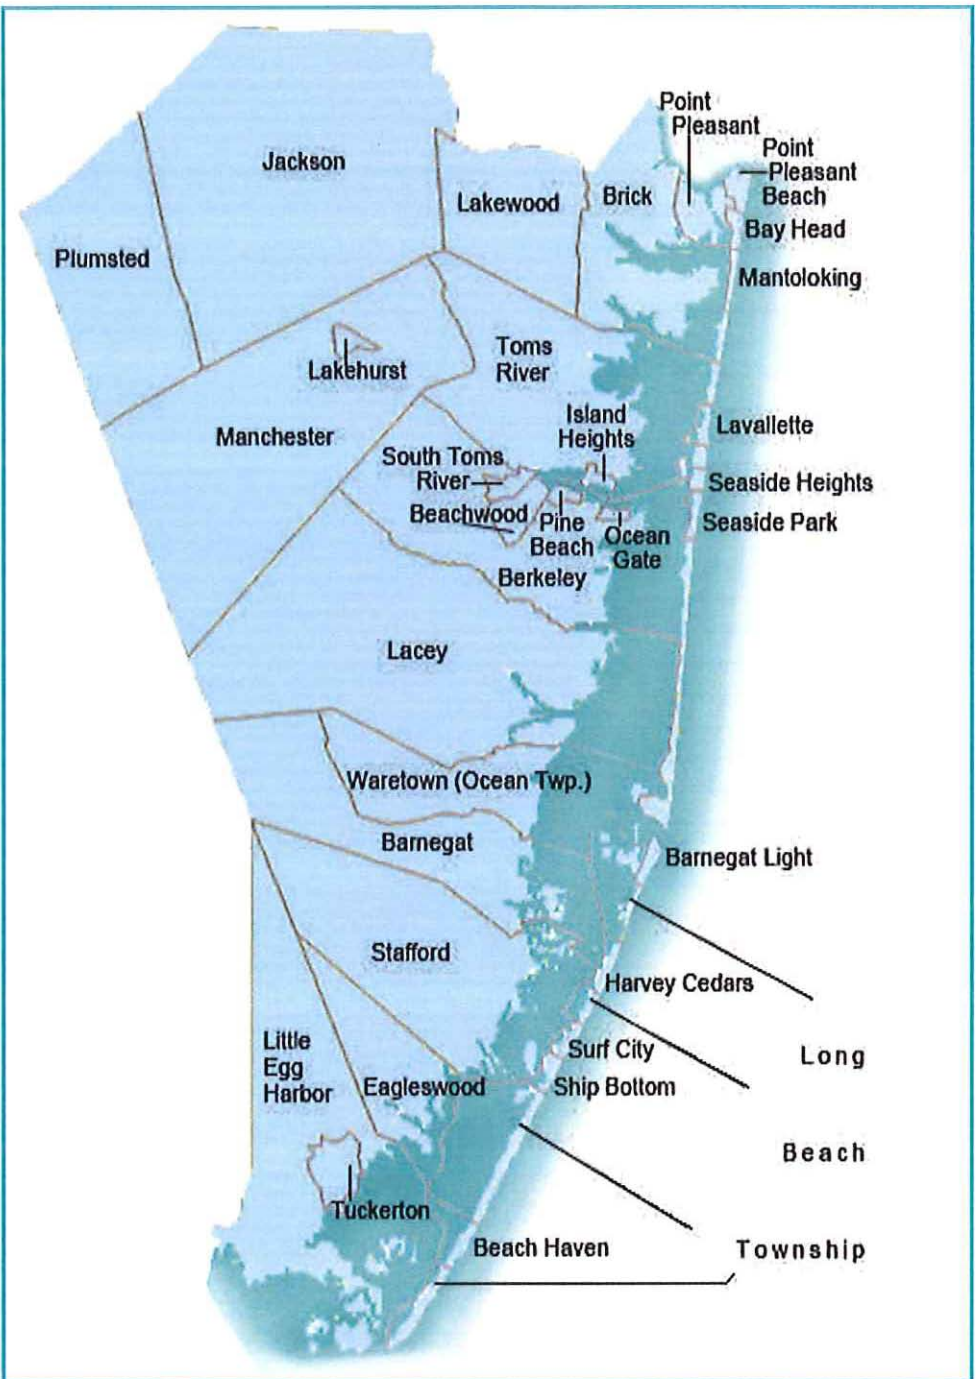 Point
Pleasant
Point
Pleasant
Beach
Jackson
Lakewood
Brick
Bay Head
Plumsted
Mantoloking
Toms
River
Lakehurst
Island
Heights
Lavallette
Manchester
South Toms
River
Seaside Heights
Beachwood
Pine
Beach
Ocean
Gate
Seaside Park
Berkeley
Lacey
Waretown (Ocean Twp.)
Barnegat
Barnegat Light
Stafford
Harvey Cedars
Little
Egg
Harbor
Surf City
Long
Eagleswood
Ship Bottom
Beach
Tuckerton
Beach Haven
Township